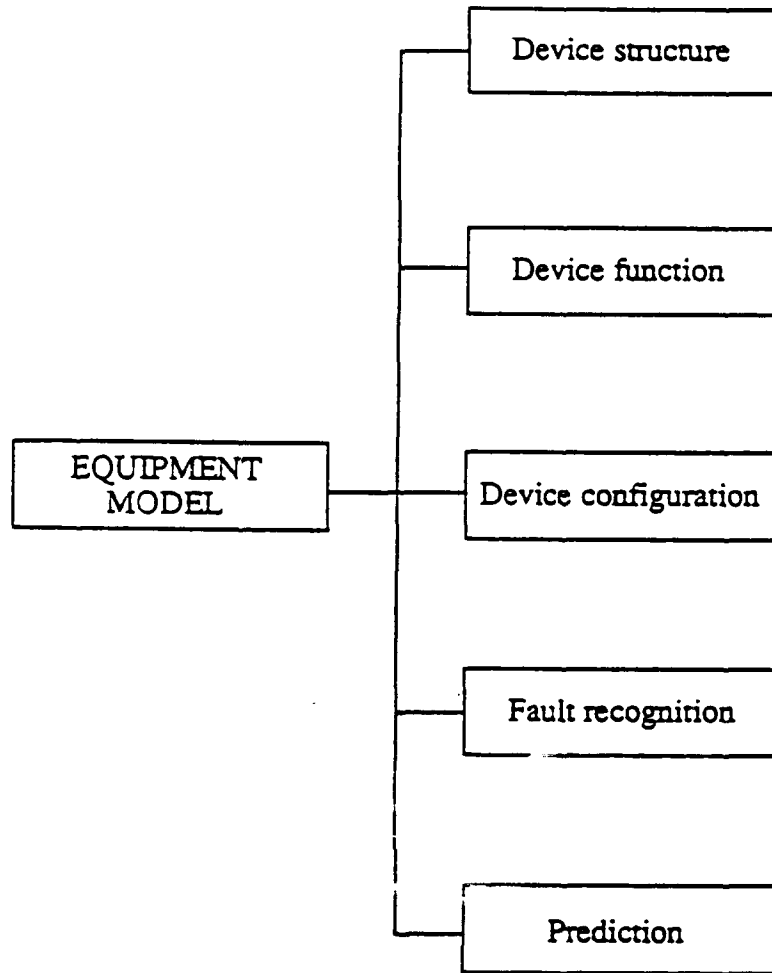 Device structure
Device function
EQUIPMENT
MODEL
Device configuration
Fault recognition
Prediction